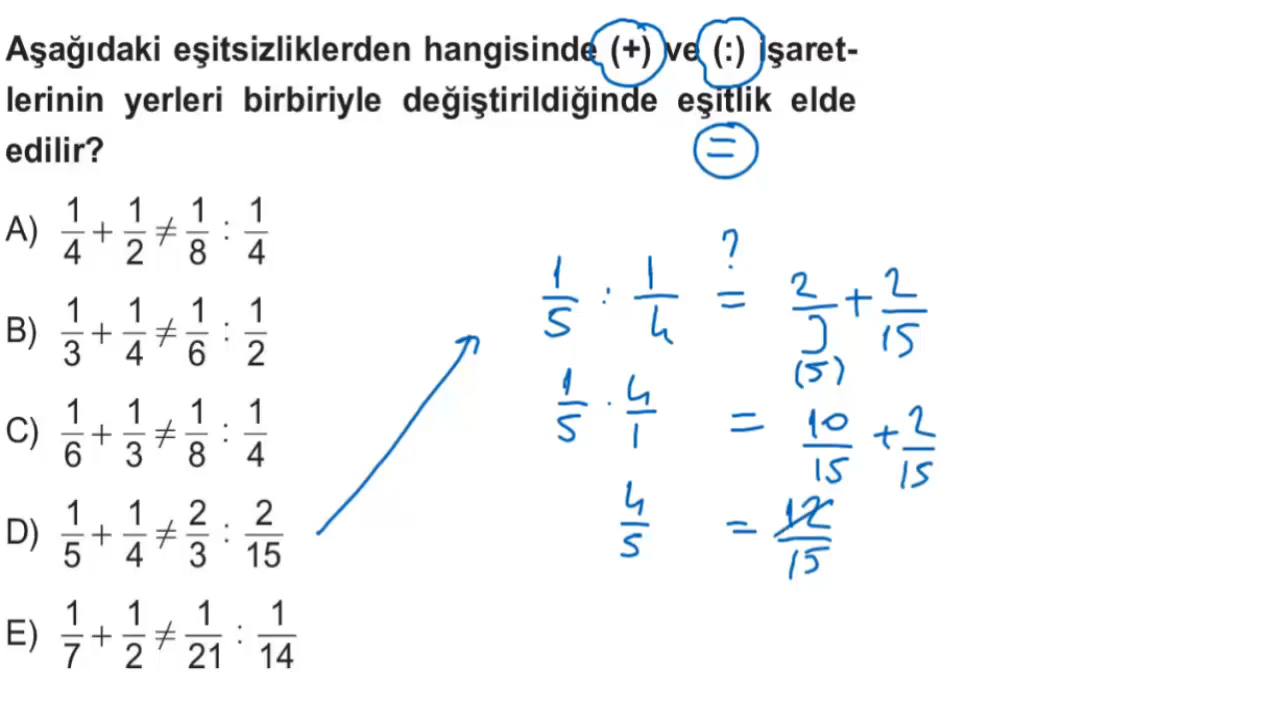 Aşağıdaki eşitsizliklerden hangisinde (+) ve (:) işaret-
lerinin yerleri birbiriyle değiştirildiğinde eşitlik elde
edilir?
=
A) 1/4 + 1/2 ≠ 1/8 : 1/4
B) 1/3 + 1/4 ≠ 1/6 : 1/2
C) 1/6 + 1/3 ≠ 1/8 : 1/4
D) 1/5 + 1/4 ≠ 2/3 : 2/15
E) 1/7 + 1/2 ≠ 1/21 : 1/14
?
1/5 : 1/4 = 2/3 + 2/15
(5)
1/5 · 4/1 = 10/15 + 2/15
4/5 = 12/15